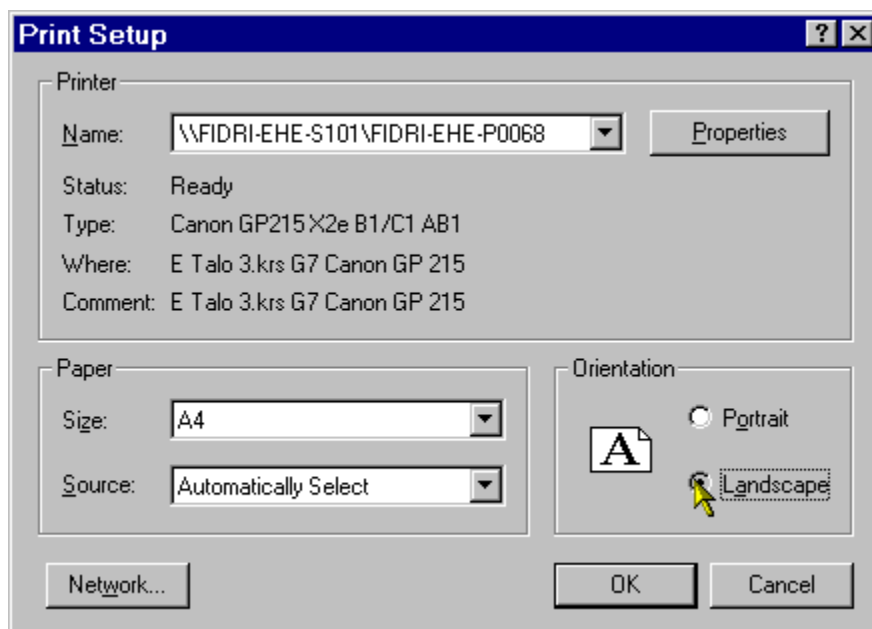 Print Setup
Printer
Name: \\FIDRI-EHE-S101\FIDRI-EHE-P0068 Properties
Status: Ready
Type: Canon GP215 X2e B1/C1 AB1
Where: E Talo 3.krs G7 Canon GP 215
Comment: E Talo 3.krs G7 Canon GP 215
Paper
Size: A4
Source: Automatically Select
Orientation
A
Portrait
Landscape
Network... OK Cancel